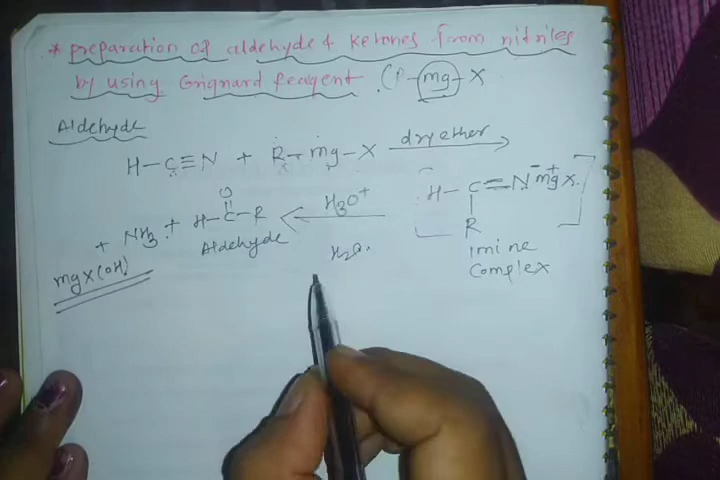 * preparation of aldehyde & ketones from nitriles
by using Grignard reagent (R-mg-X
Aldehyde
H-C≡N + R-mg-X dry ether
[H-C=N⁻ mg⁺X]
R
imine
complex
H₃O⁺
H₂O.
+ NH₃ + H-C-R
O
Aldehyde
mgX(OH)